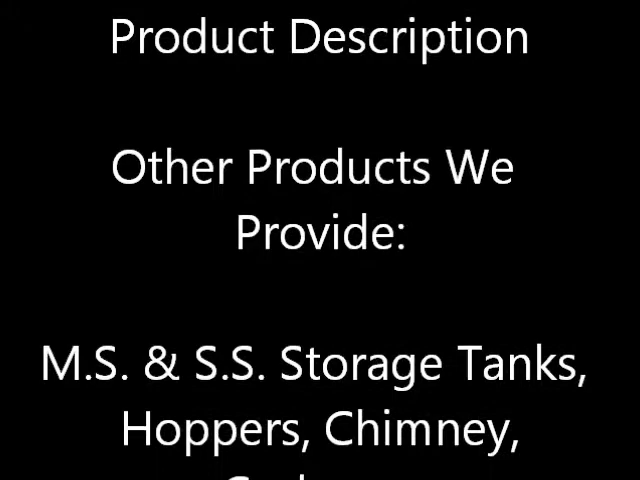 Product Description
Other Products We
Provide:
M.S. & S.S. Storage Tanks,
Hoppers, Chimney,